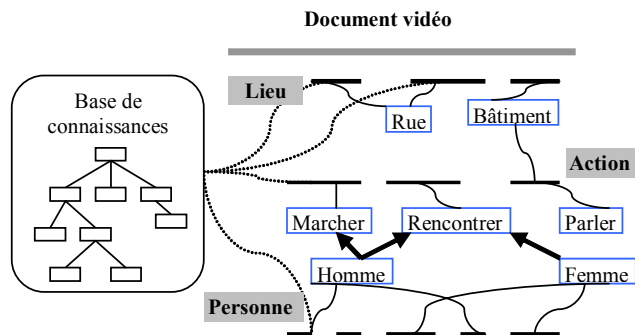 Document vidéo
Lieu
Base de
connaissances
Rue
Bâtiment
Action
Marcher
Rencontrer
Parler
Homme
Femme
Personne